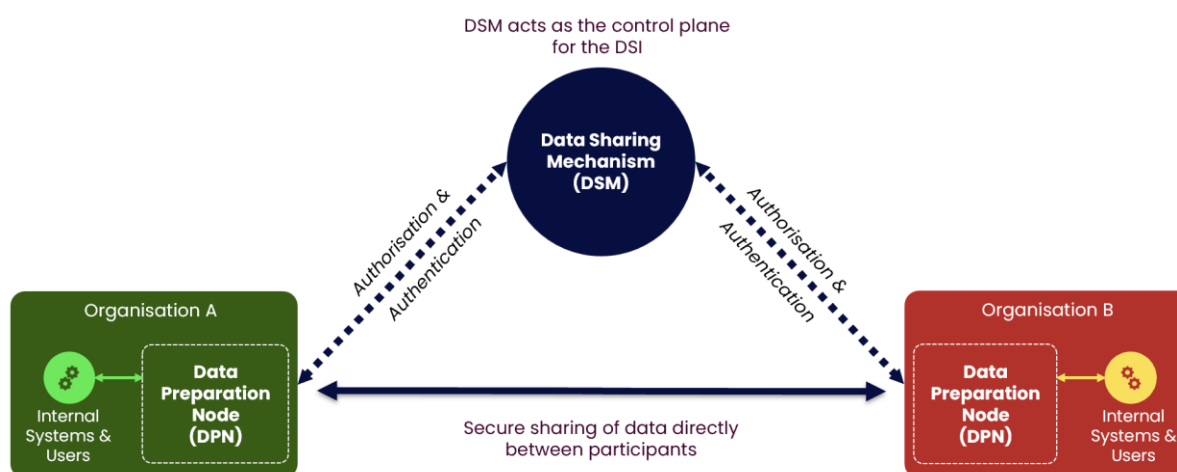 DSM acts as the control plane
for the DSI
Data Sharing
Mechanism
(DSM)
Authorisation &
Authentication
Authorisation &
Authentication
Organisation A
Data
Preparation
Node
(DPN)
Internal
Systems &
Users
Organisation B
Data
Preparation
Node
(DPN)
Internal
Systems &
Users
Secure sharing of data directly
between participants